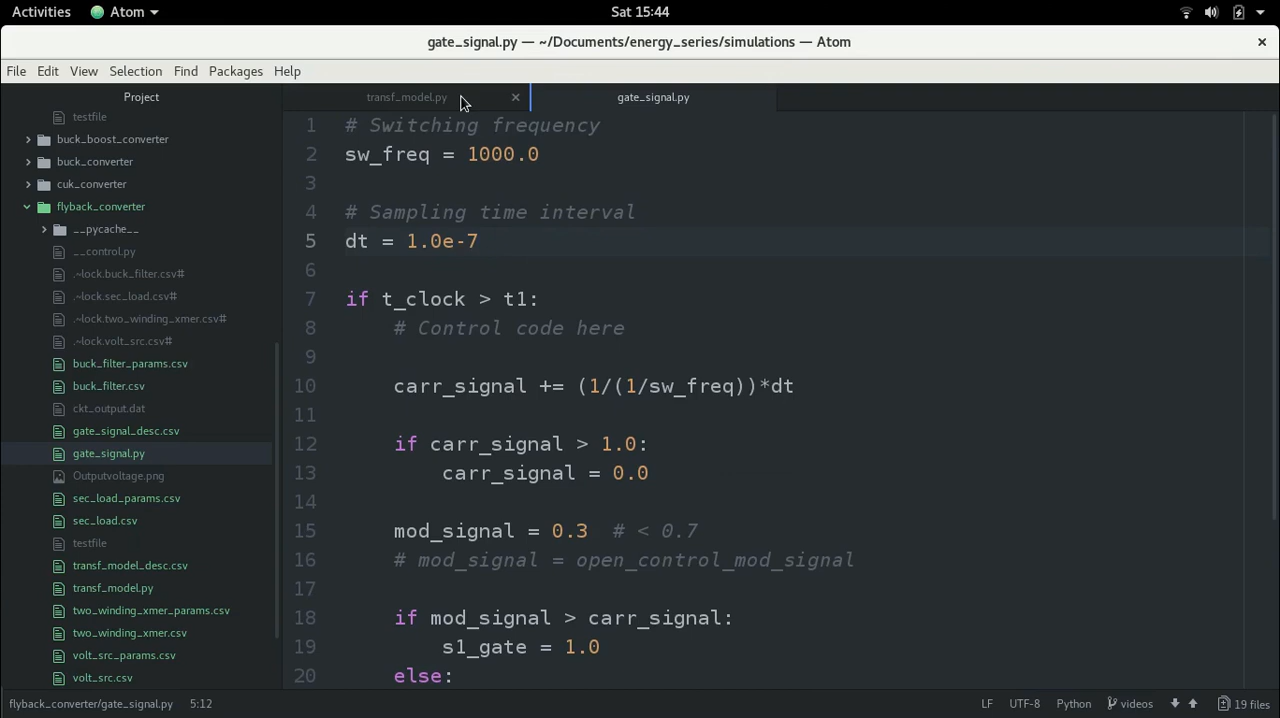 Activities Atom Sat 15:44
gate_signal.py — ~/Documents/energy_series/simulations — Atom ×
File Edit View Selection Find Packages Help
Project
testfile
buck_boost_converter
buck_converter
cuk_converter
flyback_converter
__pycache__
__control.py
.~lock.buck_filter.csv#
.~lock.sec_load.csv#
.~lock.two_winding_xmer.csv#
.~lock.volt_src.csv#
buck_filter_params.csv
buck_filter.csv
ckt_output.dat
gate_signal_desc.csv
gate_signal.py
Outputvoltage.png
sec_load_params.csv
sec_load.csv
testfile
transf_model_desc.csv
transf_model.py
two_winding_xmer_params.csv
two_winding_xmer.csv
volt_src_params.csv
volt_src.csv
transf_model.py × gate_signal.py
1 # Switching frequency
2 sw_freq = 1000.0
3
4 # Sampling time interval
5 dt = 1.0e-7
6
7 if t_clock > t1:
8 # Control code here
9
10 carr_signal += (1/(1/sw_freq))*dt
11
12 if carr_signal > 1.0:
13 carr_signal = 0.0
14
15 mod_signal = 0.3 # < 0.7
16 # mod_signal = open_control_mod_signal
17
18 if mod_signal > carr_signal:
19 s1_gate = 1.0
20 else:
flyback_converter/gate_signal.py 5:12 LF UTF-8 Python videos 19 files